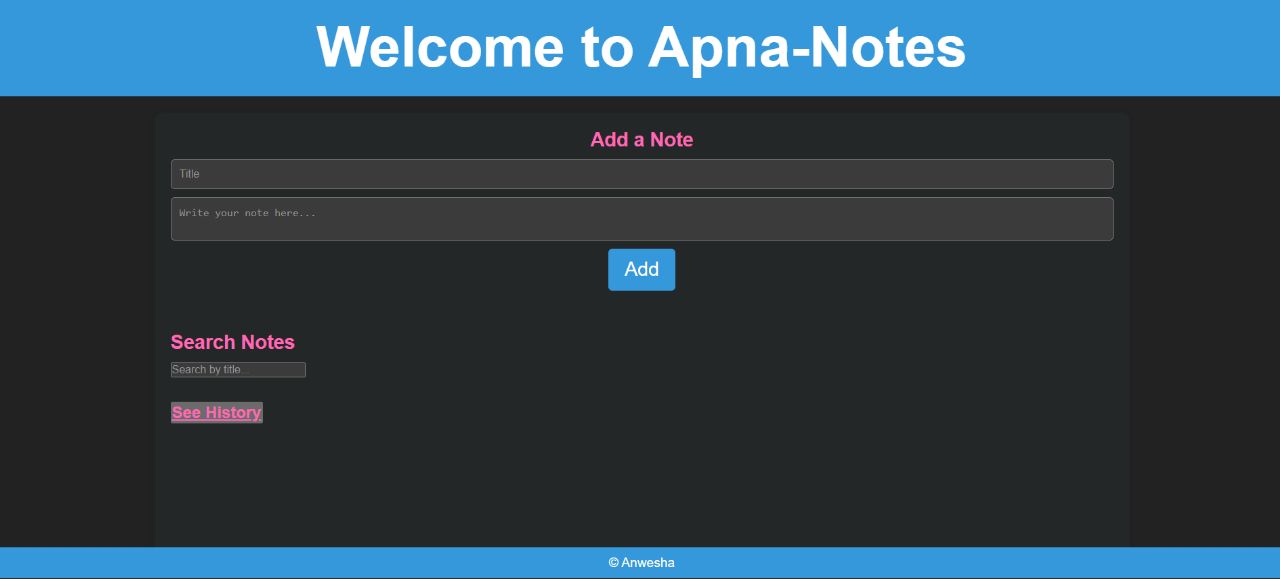 Welcome to Apna-Notes
Add a Note
Title
Write your note here...
Add
Search Notes
Search by title...
See History
© Anwesha